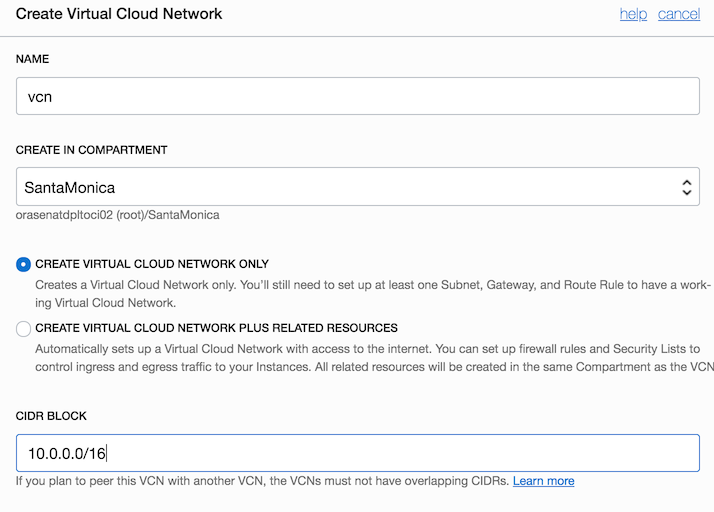 Create Virtual Cloud Network help cancel
NAME
vcn
CREATE IN COMPARTMENT
SantaMonica
orasenatdpltoci02 (root)/SantaMonica
CREATE VIRTUAL CLOUD NETWORK ONLY
Creates a Virtual Cloud Network only. You'll still need to set up at least one Subnet, Gateway, and Route Rule to have a work-
ing Virtual Cloud Network.
CREATE VIRTUAL CLOUD NETWORK PLUS RELATED RESOURCES
Automatically sets up a Virtual Cloud Network with access to the internet. You can set up firewall rules and Security Lists to
control ingress and egress traffic to your Instances. All related resources will be created in the same Compartment as the VCN
CIDR BLOCK
10.0.0.0/16
If you plan to peer this VCN with another VCN, the VCNs must not have overlapping CIDRs. Learn more